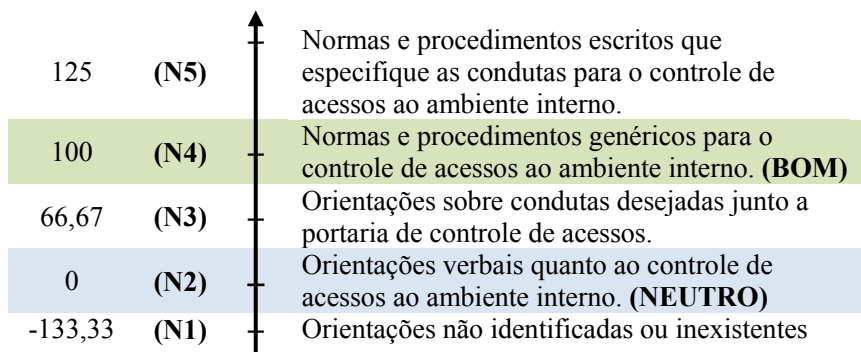 Normas e procedimentos escritos que
125 (N5) especifique as condutas para o controle de
acessos ao ambiente interno.
Normas e procedimentos genéricos para o
100 (N4) controle de acessos ao ambiente interno. (BOM)
Orientações sobre condutas desejadas junto a
66,67 (N3) portaria de controle de acessos.
Orientações verbais quanto ao controle de
0 (N2) acessos ao ambiente interno. (NEUTRO)
-133,33 (N1) Orientações não identificadas ou inexistentes